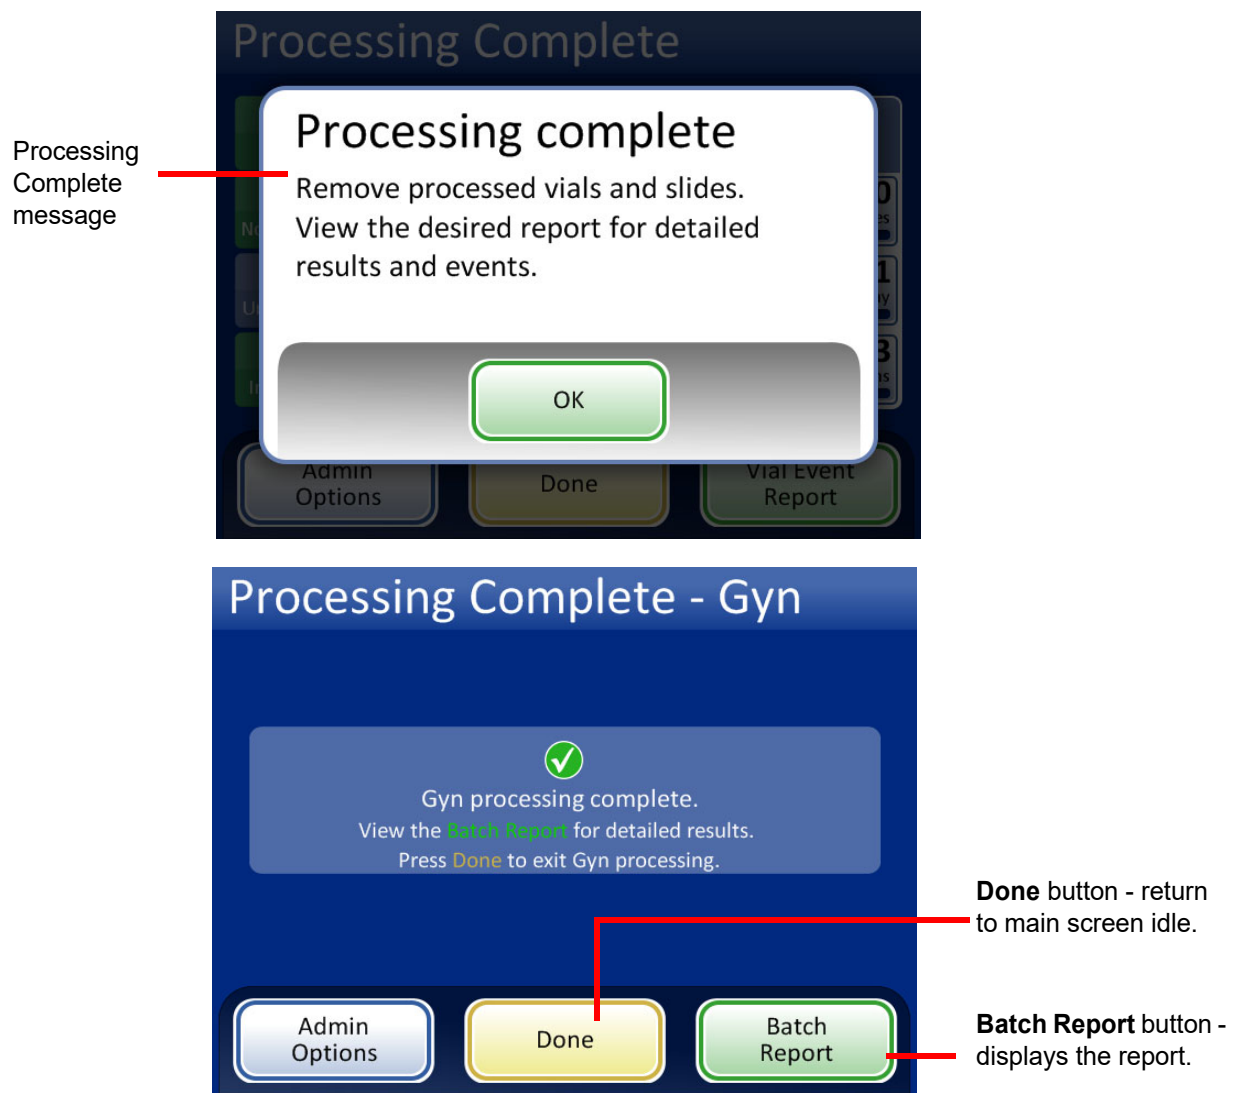 Processing Complete
Processing
Complete
message
Processing complete
Remove processed vials and slides.
View the desired report for detailed
results and events.
OK
Admin
Options
Done
Vial Event
Report
Processing Complete - Gyn
Gyn processing complete.
View the Batch Report for detailed results.
Press Done to exit Gyn processing.
Done button - return
to main screen idle.
Admin
Options
Done
Batch
Report
Batch Report button -
displays the report.